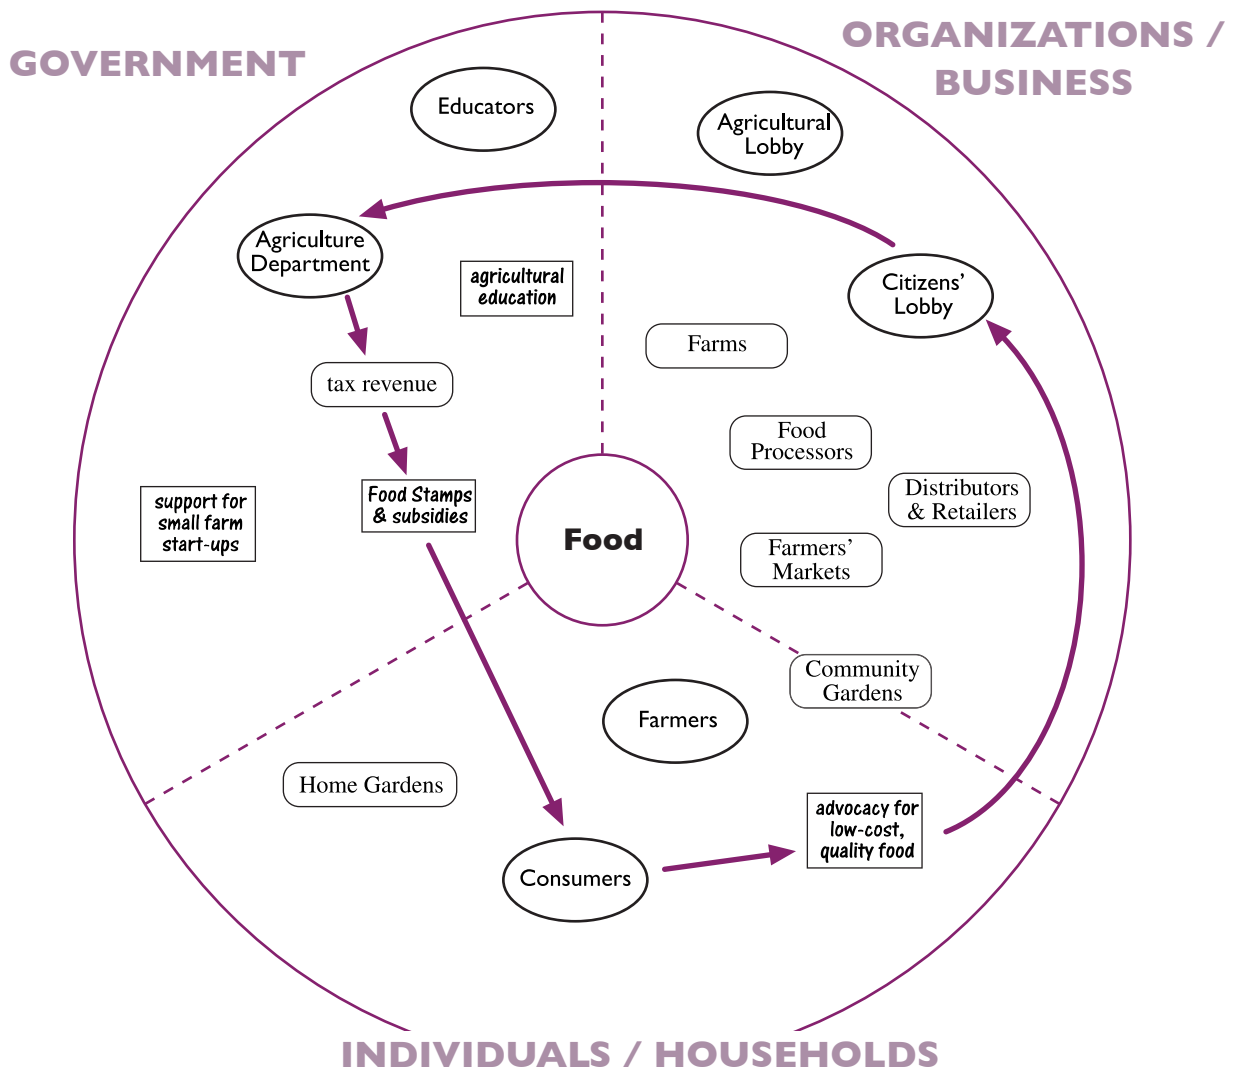 GOVERNMENT
ORGANIZATIONS /
BUSINESS
Educators
Agricultural
Lobby
Agriculture
Department
agricultural
education
Citizens’
Lobby
Farms
tax revenue
Food
Processors
Food Stamps
& subsidies
Distributors
& Retailers
support for
small farm
start-ups
Food
Farmers’
Markets
Community
Gardens
Farmers
Home Gardens
advocacy for
low-cost,
quality food
Consumers
INDIVIDUALS / HOUSEHOLDS